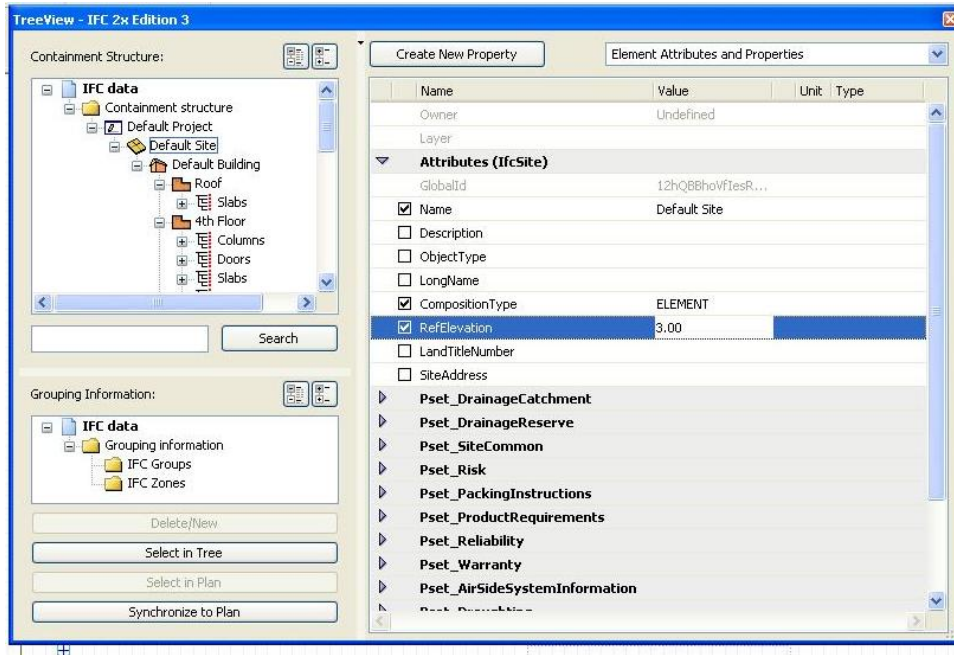 TreeView - IFC 2x Edition 3
Containment Structure:
IFC data
Containment structure
Default Project
Default Site
Default Building
Roof
Slabs
4th Floor
Columns
Doors
Slabs
Search
Grouping Information:
IFC data
Grouping information
IFC Groups
IFC Zones
Delete/New
Select in Tree
Select in Plan
Synchronize to Plan
Create New Property
Element Attributes and Properties
Name Value Unit Type
Owner Undefined
Layer
Attributes (IfcSite)
GlobalId 12hQBBhoVfIesR...
Name Default Site
Description
ObjectType
LongName
CompositionType ELEMENT
RefElevation 3.00
LandTitleNumber
SiteAddress
Pset_DrainageCatchment
Pset_DrainageReserve
Pset_SiteCommon
Pset_Risk
Pset_PackingInstructions
Pset_ProductRequirements
Pset_Reliability
Pset_Warranty
Pset_AirSideSystemInformation
Pset_Draughting